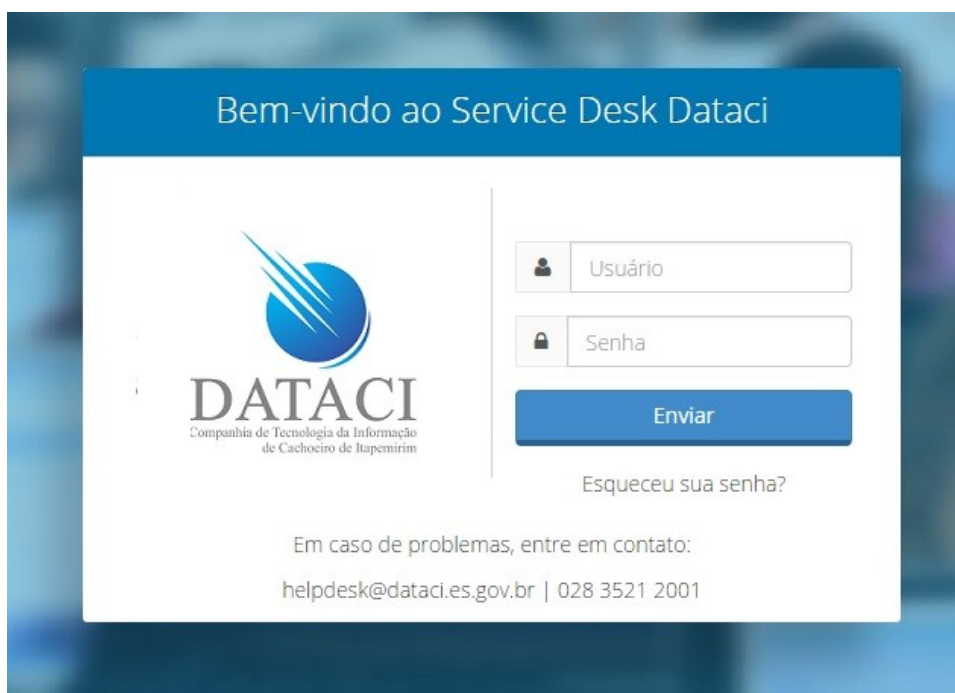 Bem-vindo ao Service Desk Dataci
DATACI
Companhia de Tecnologia da Informação
de Cachoeiro de Itapemirim
Usuário
Senha
Enviar
Esqueceu sua senha?
Em caso de problemas, entre em contato:
helpdesk@dataci.es.gov.br | 028 3521 2001